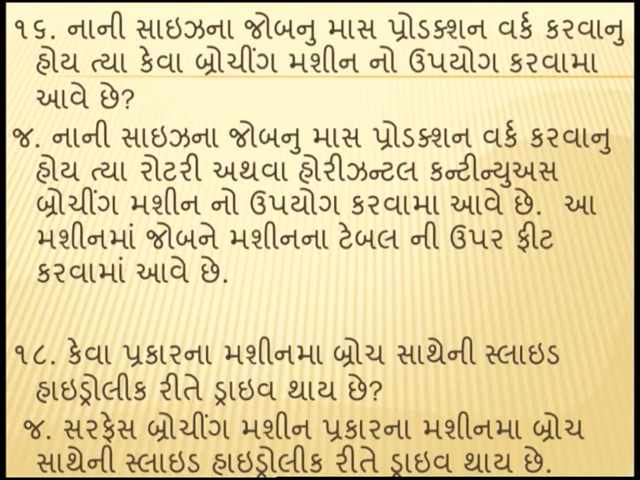 ૧૬. નાની સાઇઝના જોબનુ માસ પ્રોડક્શન વર્ક કરવાનુ
હોય ત્યા કેવા બ્રોચીંગ મશીન નો ઉપયોગ કરવામા
આવે છે?
જ. નાની સાઇઝના જોબનુ માસ પ્રોડક્શન વર્ક કરવાનુ
હોય ત્યા રોટરી અથવા હોરીઝન્ટલ કન્ટીન્યુઅસ
બ્રોચીંગ મશીન નો ઉપયોગ કરવામા આવે છે. આ
મશીનમાં જોબને મશીનના ટેબલ ની ઉપર ફીટ
કરવામાં આવે છે.
૧૮. કેવા પ્રકારના મશીનમા બ્રોચ સાથેની સ્લાઇડ
હાઇડ્રોલીક રીતે ડ્રાઇવ થાય છે?
જ. સરફેસ બ્રોચીંગ મશીન પ્રકારના મશીનમા બ્રોચ
સાથેની સ્લાઇડ હાઇડ્રોલીક રીતે ડ્રાઇવ થાય છે.